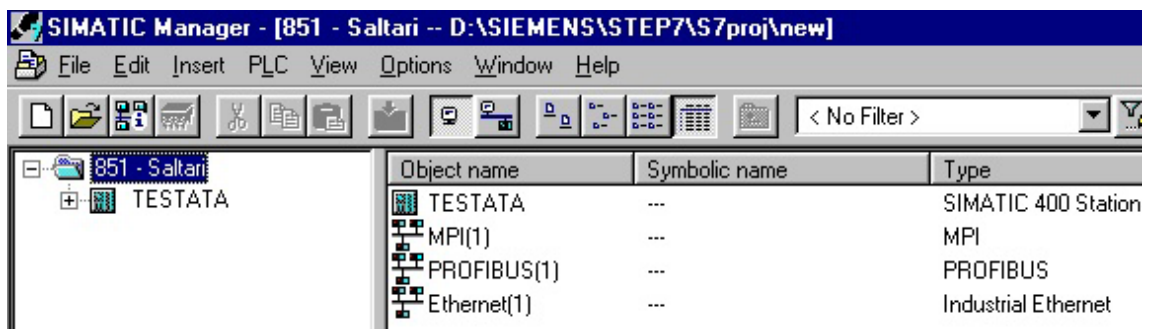 SIMATIC Manager - [851 - Saltari -- D:\SIEMENS\STEP7\S7proj\new]
File Edit Insert PLC View Options Window Help
< No Filter >
851 - Saltari
TESTATA
Object name Symbolic name Type
TESTATA --- SIMATIC 400 Station
MPI(1) --- MPI
PROFIBUS(1) --- PROFIBUS
Ethernet(1) --- Industrial Ethernet